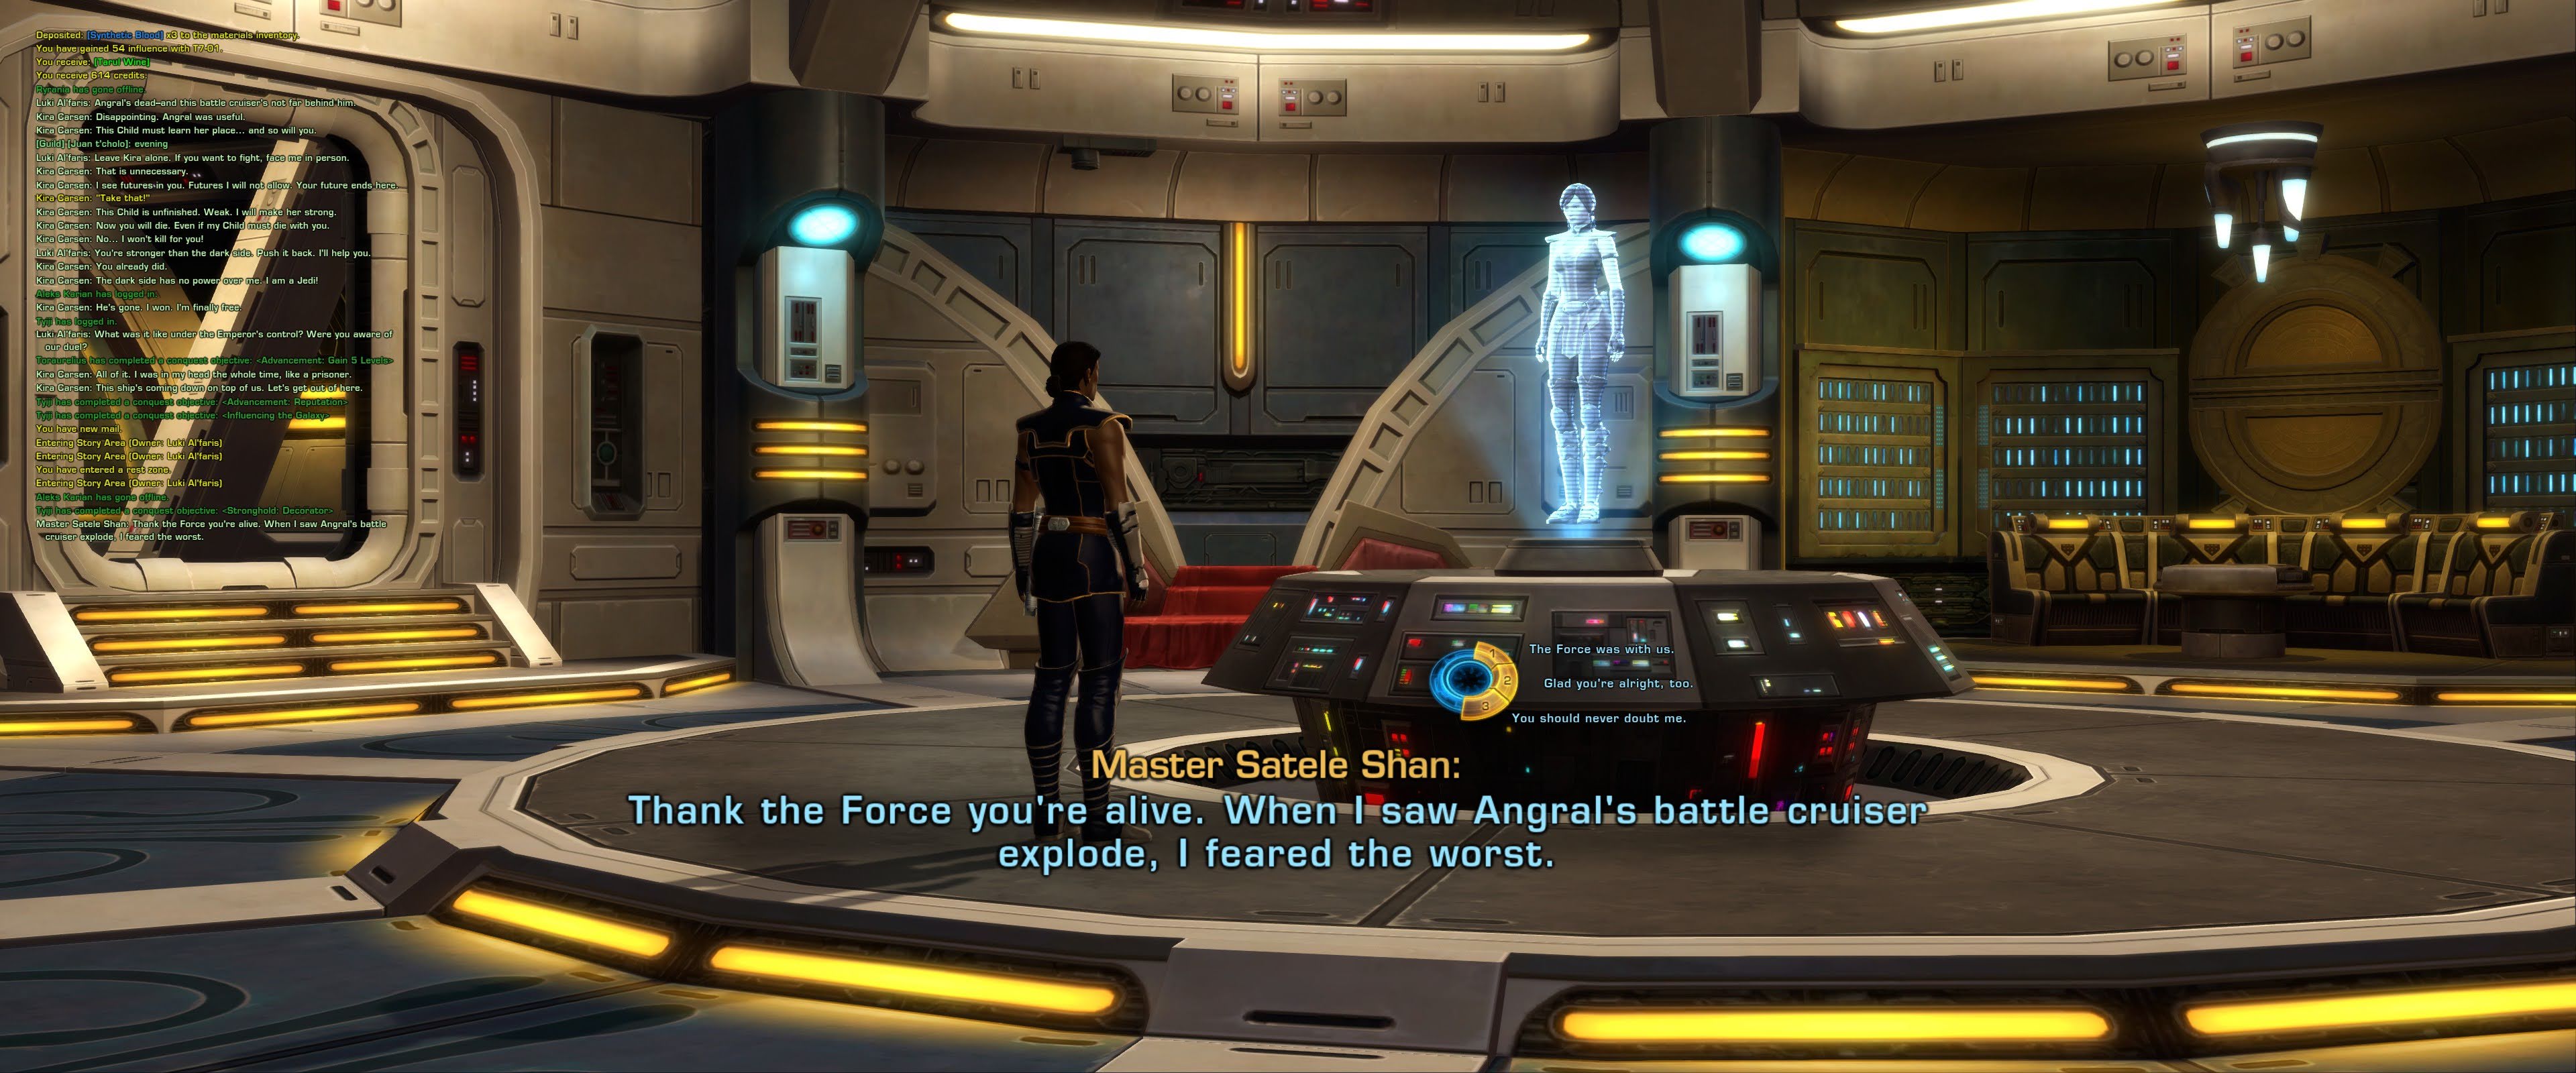 Deposited: [Synthetic Blood] x3 to the materials inventory.
You have gained 54 influence with T7-01.
You receive: [Tarul Wine]
You receive 614 credits.
Ryrania has gone offline.
Luki Al'faris: Angral's dead—and this battle cruiser's not far behind him.
Kira Carsen: Disappointing. Angral was useful.
Kira Carsen: This Child must learn her place... and so will you.
[Guild] [Juan t'cholo]: evening
Luki Al'faris: Leave Kira alone. If you want to fight, face me in person.
Kira Carsen: That is unnecessary.
Kira Carsen: I see futures in you. Futures I will not allow. Your future ends here.
Kira Carsen: "Take that!"
Kira Carsen: This Child is unfinished. Weak. I will make her strong.
Kira Carsen: Now you will die. Even if my Child must die with you.
Kira Carsen: No... I won't kill for you!
Luki Al'faris: You're stronger than the dark side. Push it back. I'll help you.
Kira Carsen: You already did.
Kira Carsen: The dark side has no power over me. I am a Jedi!
Aleks Karian has logged in.
Kira Carsen: He's gone. I won. I'm finally free.
has logged in.
Luki Al'faris: What was it like under the Emperor's control? Were you aware of
our duel?
has completed a conquest objective: <Advancement: Gain 5 Levels>
Kira Carsen: All of it. I was in my head the whole time, like a prisoner.
Kira Carsen: This ship's coming down on top of us. Let's get out of here.
has completed a conquest objective: <Advancement: Reputation>
has completed a conquest objective: <Influencing the Galaxy>
You have new mail.
Entering Story Area (Owner: Luki Al'faris)
Entering Story Area (Owner: Luki Al'faris)
You have entered a rest zone.
Entering Story Area (Owner: Luki Al'faris)
Aleks Karian has gone offline.
has completed a conquest objective: <Stronghold: Decorator>
Master Satele Shan: Thank the Force you're alive. When I saw Angral's battle
cruiser explode, I feared the worst.
1 The Force was with us.
2 Glad you're alright, too.
3 You should never doubt me.
Master Satele Shan:
Thank the Force you're alive. When I saw Angral's battle cruiser
explode, I feared the worst.